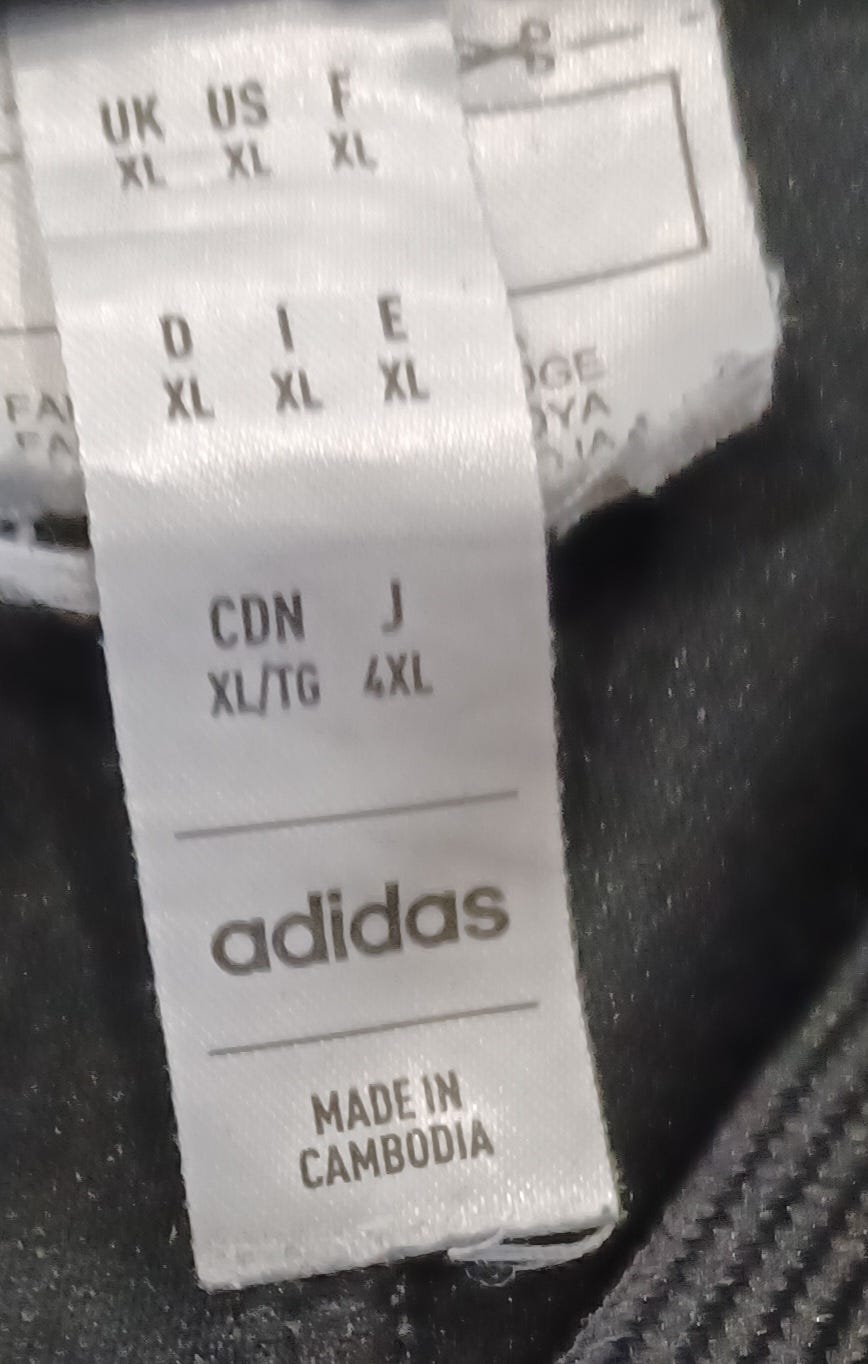 UK US F
XL XL XL
D I E
XL XL XL
CDN J
XL/TG 4XL
adidas
MADE IN
CAMBODIA